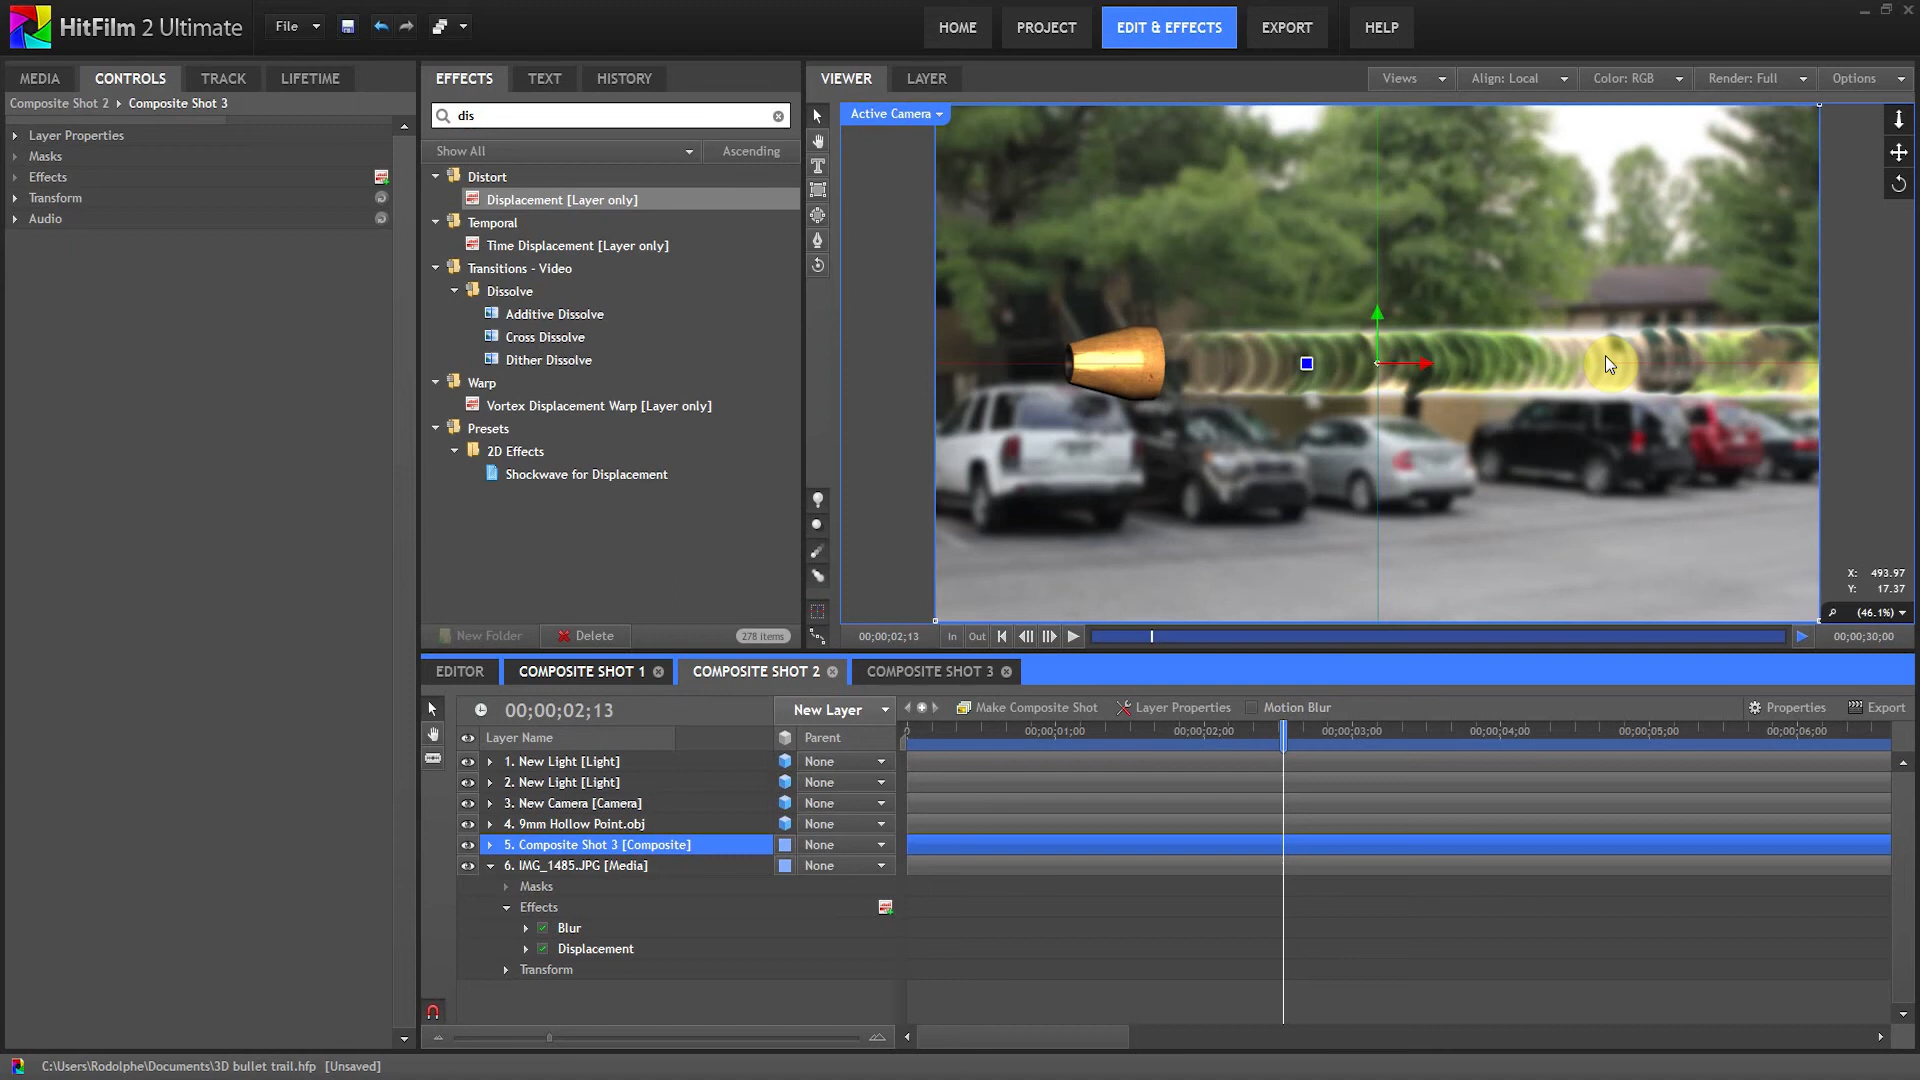 HitFilm 2 Ultimate
File
HOME
PROJECT
EDIT & EFFECTS
EXPORT
HELP
MEDIA
CONTROLS
TRACK
LIFETIME
Composite Shot 2 Composite Shot 3
Layer Properties
Masks
Effects
Transform
Audio
EFFECTS
TEXT
HISTORY
dis
Show All
Ascending
Distort
Displacement [Layer only]
Temporal
Time Displacement [Layer only]
Transitions - Video
Dissolve
Additive Dissolve
Cross Dissolve
Dither Dissolve
Warp
Vortex Displacement Warp [Layer only]
Presets
2D Effects
Shockwave for Displacement
New Folder
Delete
278 items
VIEWER
LAYER
Views
Align: Local
Color: RGB
Render: Full
Options
Active Camera
X: 493.97
Y: 17.37
(46.1%)
00;00;02;13
In
Out
00;00;30;00
EDITOR
COMPOSITE SHOT 1
COMPOSITE SHOT 2
COMPOSITE SHOT 3
00;00;02;13
New Layer
Make Composite Shot
Layer Properties
Motion Blur
Properties
Export
Layer Name
Parent
0
00;00;01;00
00;00;02;00
00;00;03;00
00;00;04;00
00;00;05;00
00;00;06;00
1. New Light [Light]
None
2. New Light [Light]
None
3. New Camera [Camera]
None
4. 9mm Hollow Point.obj
None
5. Composite Shot 3 [Composite]
None
6. IMG_1485.JPG [Media]
None
Masks
Effects
Blur
Displacement
Transform
C:\Users\Rodolphe\Documents\3D bullet trail.hfp [Unsaved]